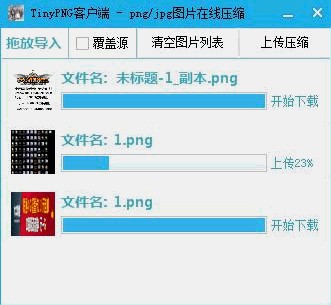 TinyPNG客户端 - png/jpg图片在线压缩
拖放导入 覆盖源 清空图片列表 上传压缩
文件名: 未标题-1_副本.png
开始下载
文件名: 1.png
上传23%
文件名: 1.png
开始下载